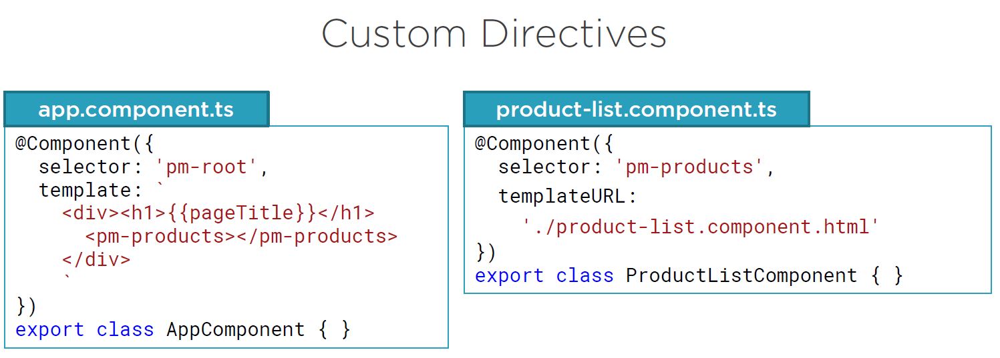 Custom Directives
app.component.ts
@Component({
  selector: 'pm-root',
  template: `
    <div><h1>{{pageTitle}}</h1>
      <pm-products></pm-products>
    </div>
    `
})
export class AppComponent { }
product-list.component.ts
@Component({
  selector: 'pm-products',
  templateURL:
    './product-list.component.html'
})
export class ProductListComponent { }